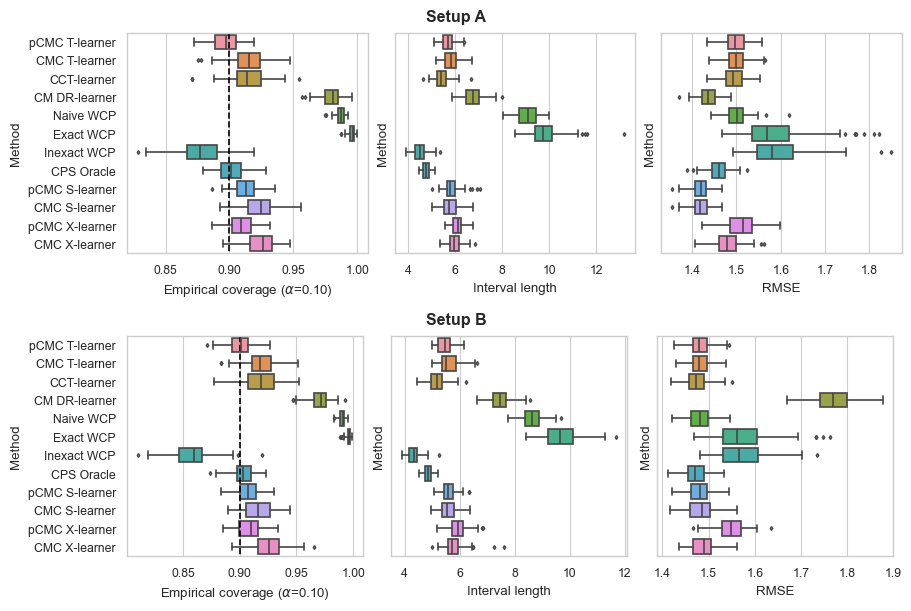 Setup A
Method
pCMC T-learner
CMC T-learner
CCT-learner
CM DR-learner
Naive WCP
Exact WCP
Inexact WCP
CPS Oracle
pCMC S-learner
CMC S-learner
pCMC X-learner
CMC X-learner
0.85 0.90 0.95 1.00
Empirical coverage (α=0.10)
Method
4 6 8 10 12
Interval length
Method
1.4 1.5 1.6 1.7 1.8
RMSE
Setup B
Method
pCMC T-learner
CMC T-learner
CCT-learner
CM DR-learner
Naive WCP
Exact WCP
Inexact WCP
CPS Oracle
pCMC S-learner
CMC S-learner
pCMC X-learner
CMC X-learner
0.85 0.90 0.95 1.00
Empirical coverage (α=0.10)
Method
4 6 8 10 12
Interval length
Method
1.4 1.5 1.6 1.7 1.8 1.9
RMSE